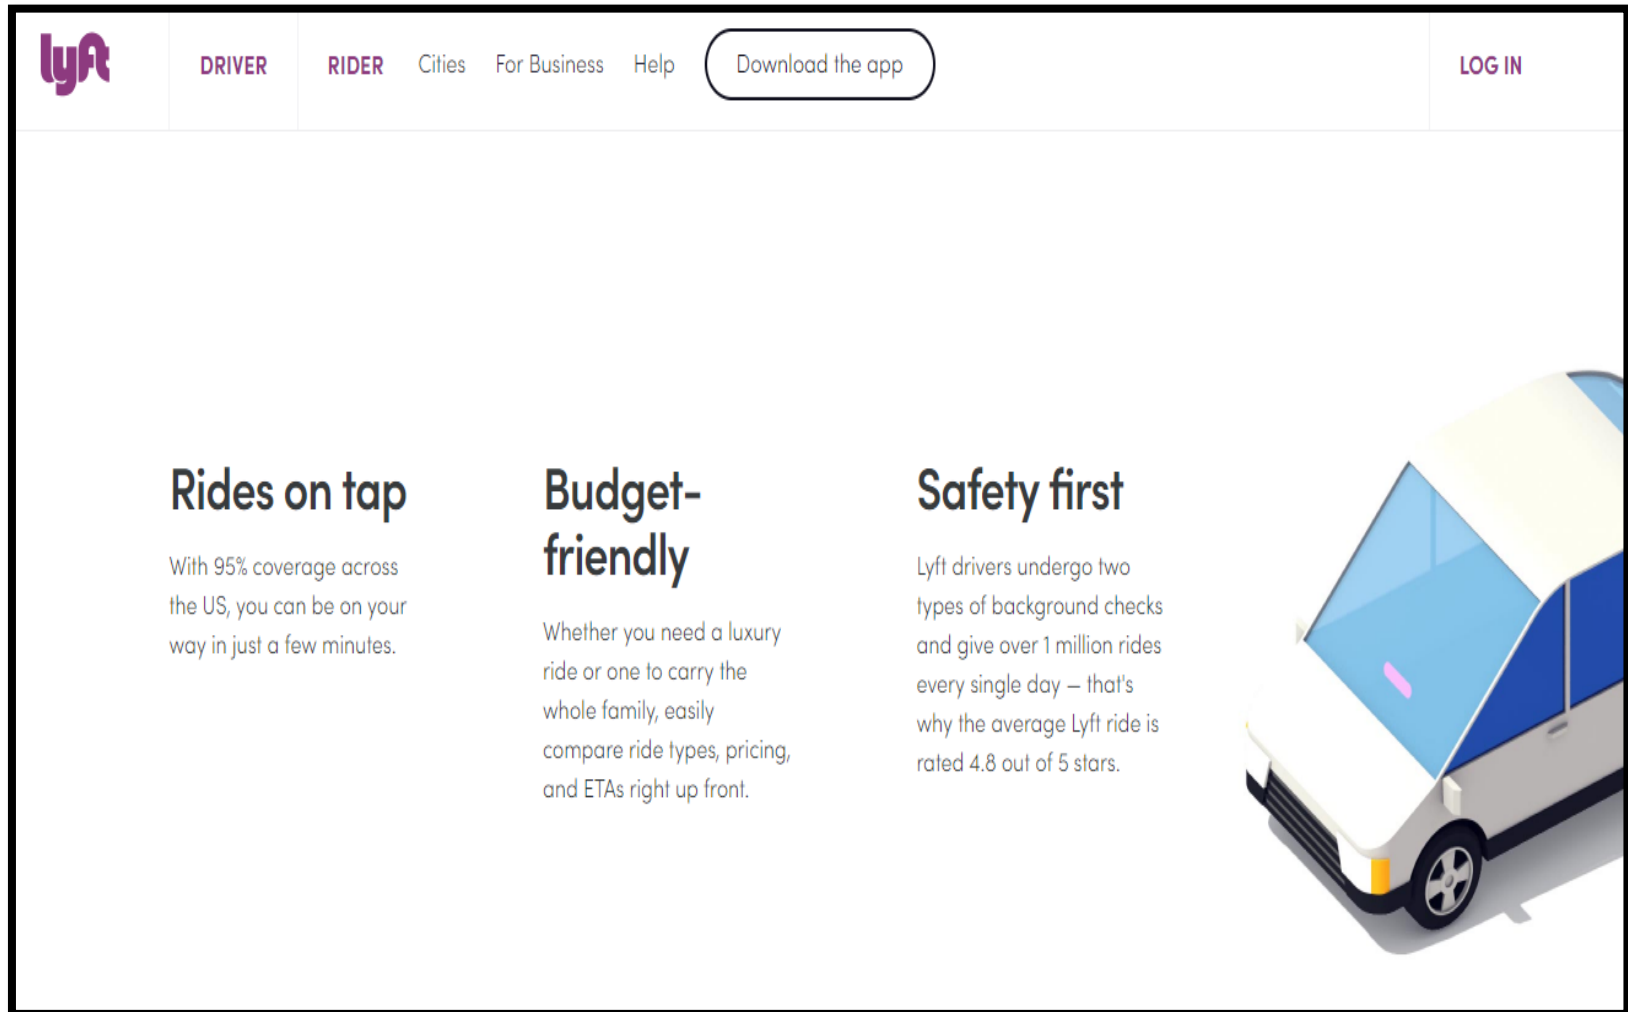 lyft
DRIVER
RIDER
Cities
For Business
Help
Download the app
LOG IN
Rides on tap
With 95% coverage across
the US, you can be on your
way in just a few minutes.
Budget-
friendly
Whether you need a luxury
ride or one to carry the
whole family, easily
compare ride types, pricing,
and ETAs right up front.
Safety first
Lyft drivers undergo two
types of background checks
and give over 1 million rides
every single day – that's
why the average Lyft ride is
rated 4.8 out of 5 stars.